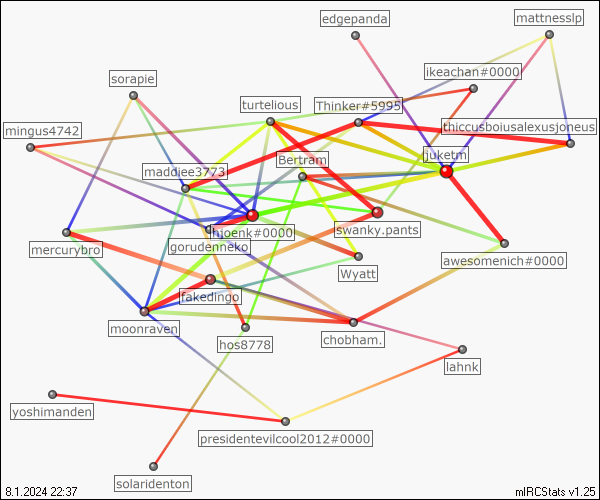 edgepanda
mattnesslp
sorapie
ikeachan#0000
turtelious
Thinker#5995
mingus4742
thiccusboiusalexusjoneus
Bertram
juketm
maddiee3773
hjoenk#0000
swanky.pants
gorudenneko
mercurybro
awesomenich#0000
Wyatt
fakedingo
moonraven
chobham.
hos8778
lahnk
yoshimanden
presidentevilcool2012#0000
solaridenton
8.1.2024 22:37
mIRCStats v1.25